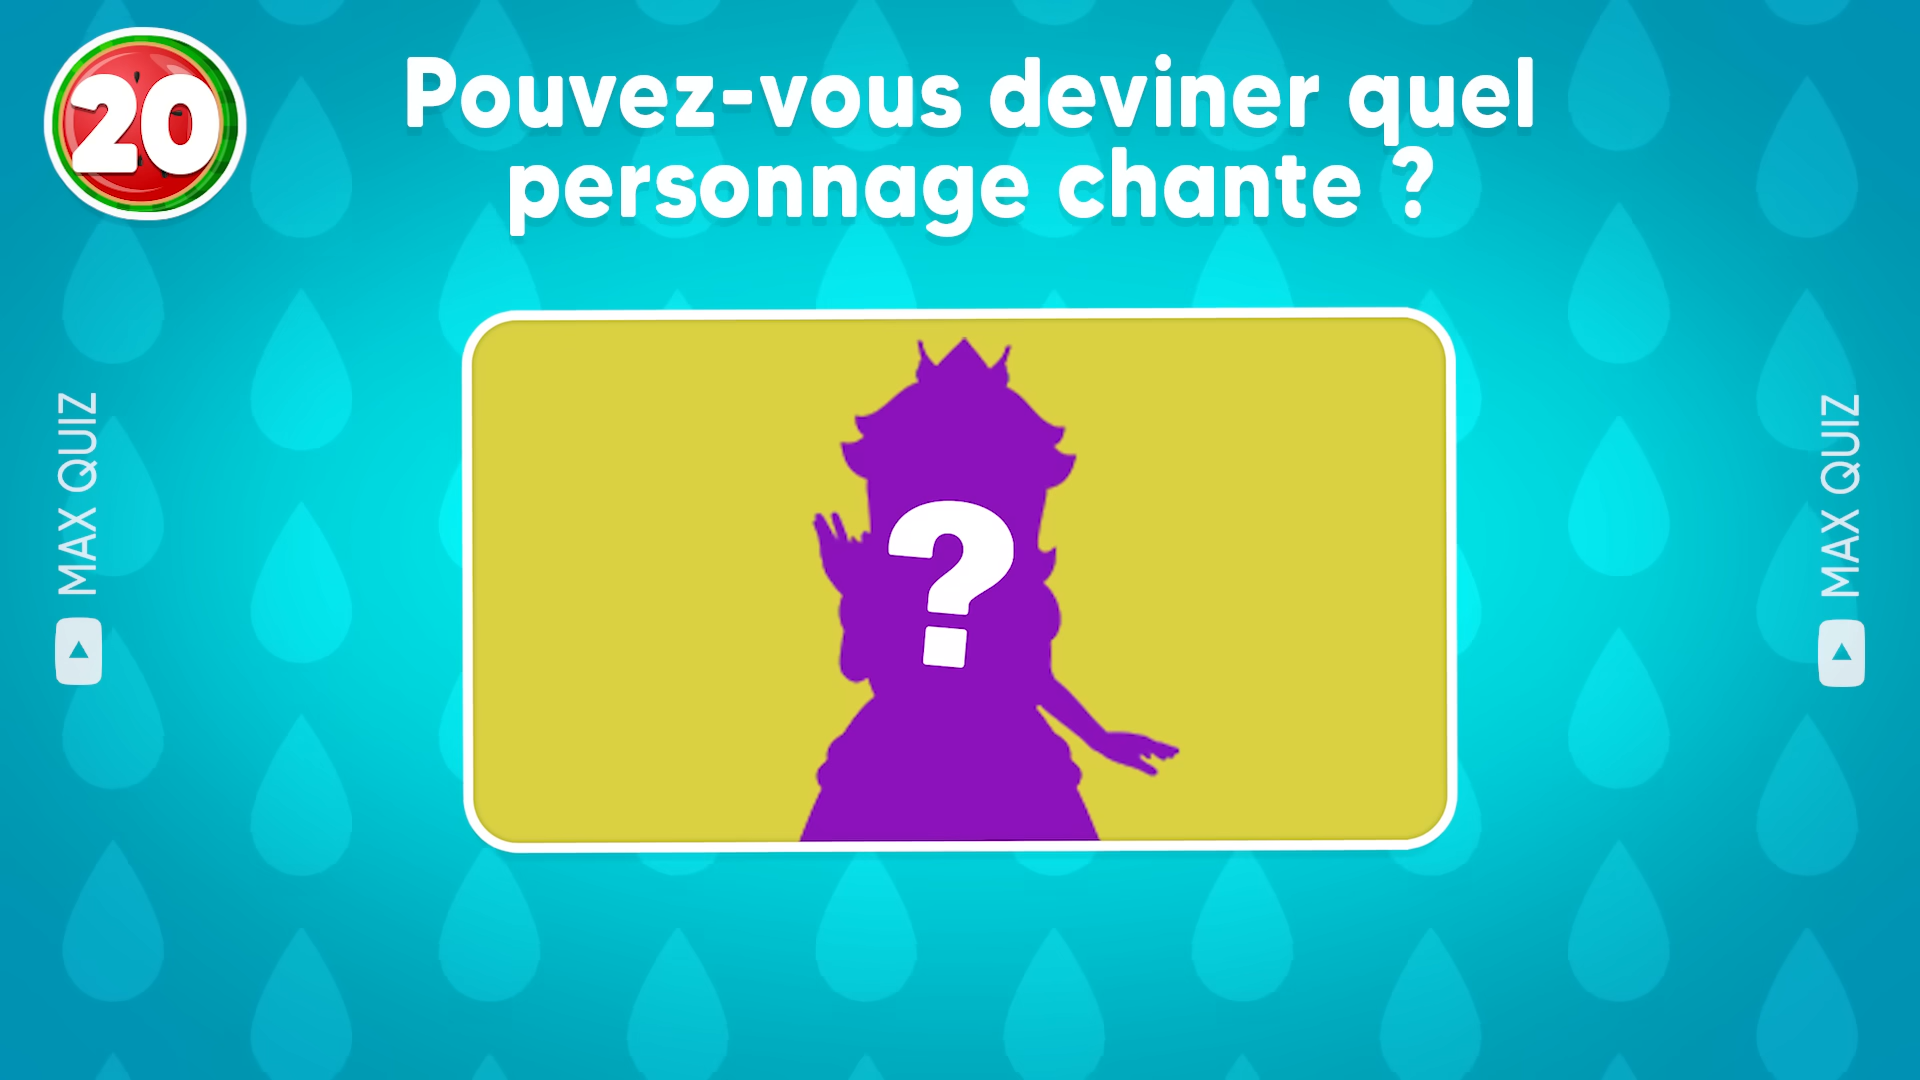 20
Pouvez-vous deviner quel
personnage chante ?
MAX QUIZ
?
MAX QUIZ